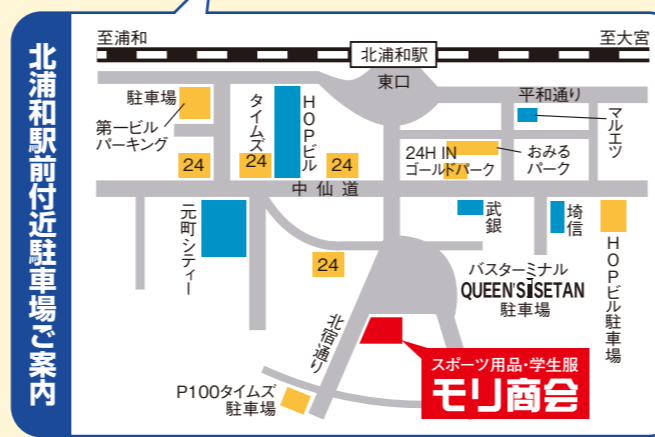 北浦和駅前付近駐車場ご案内
至浦和
北浦和駅
至大宮
東口
平和通り
駐車場
第一ビル
パーキング
タイムズ
HOPビル
マルエツ
24
24
24
24H IN
ゴールドパーク
おみる
パーク
中仙道
元町シティー
武銀
埼信
HOPビル駐車場
24
バスターミナル
QUEEN'S ISETAN
駐車場
北宿通り
スポーツ用品・学生服
モリ商会
P100タイムズ
駐車場